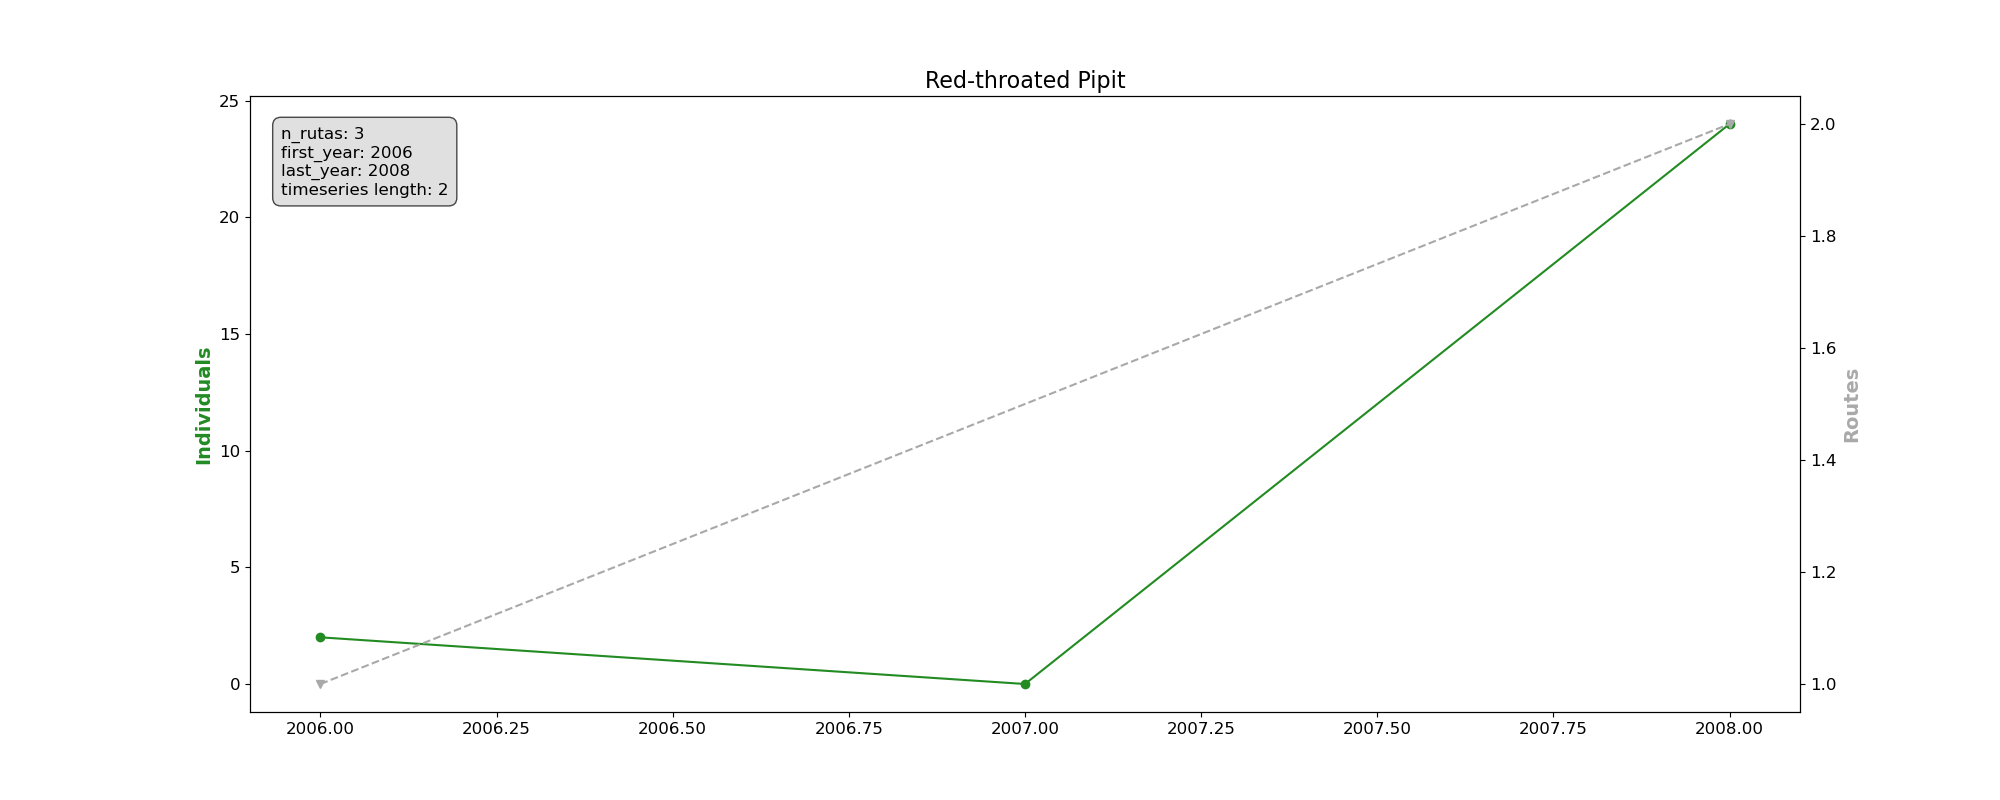 Red-throated Pipit
n_rutas: 3
first_year: 2006
last_year: 2008
timeseries length: 2
Individuals
25
20
15
10
5
0
2.0
1.8
1.6
1.4
1.2
1.0
Routes
2006.00 2006.25 2006.50 2006.75 2007.00 2007.25 2007.50 2007.75 2008.00